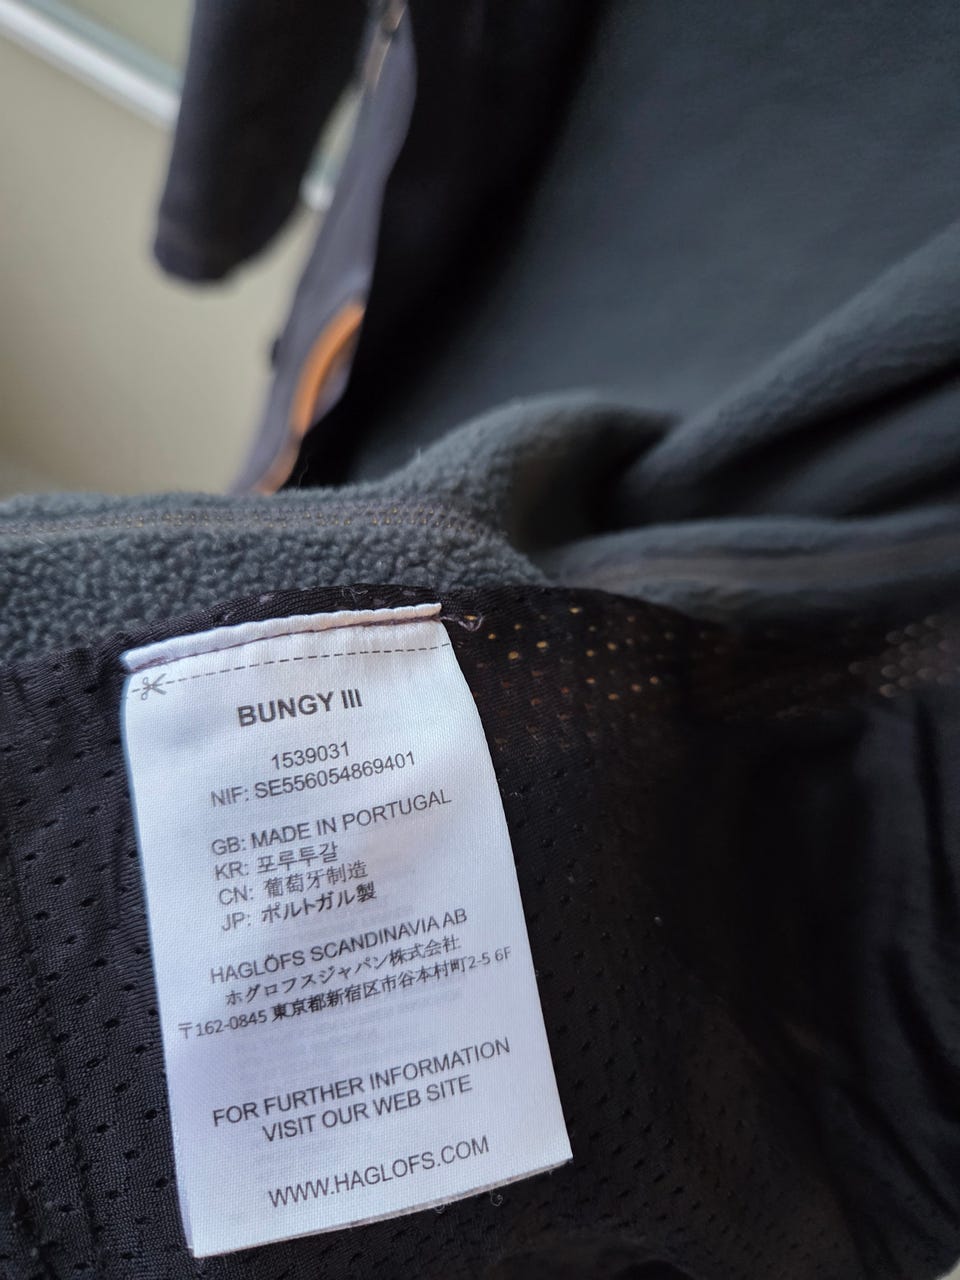 BUNGY III
1539031
NIF: SE556054869401
GB: MADE IN PORTUGAL
KR: 포루투갈
CN: 葡萄牙制造
JP: ポルトガル製
HAGLÖFS SCANDINAVIA AB
ホグロフスジャパン株式会社
〒162-0845 東京都新宿区市谷本村町2-5 6F
FOR FURTHER INFORMATION
VISIT OUR WEB SITE
WWW.HAGLOFS.COM